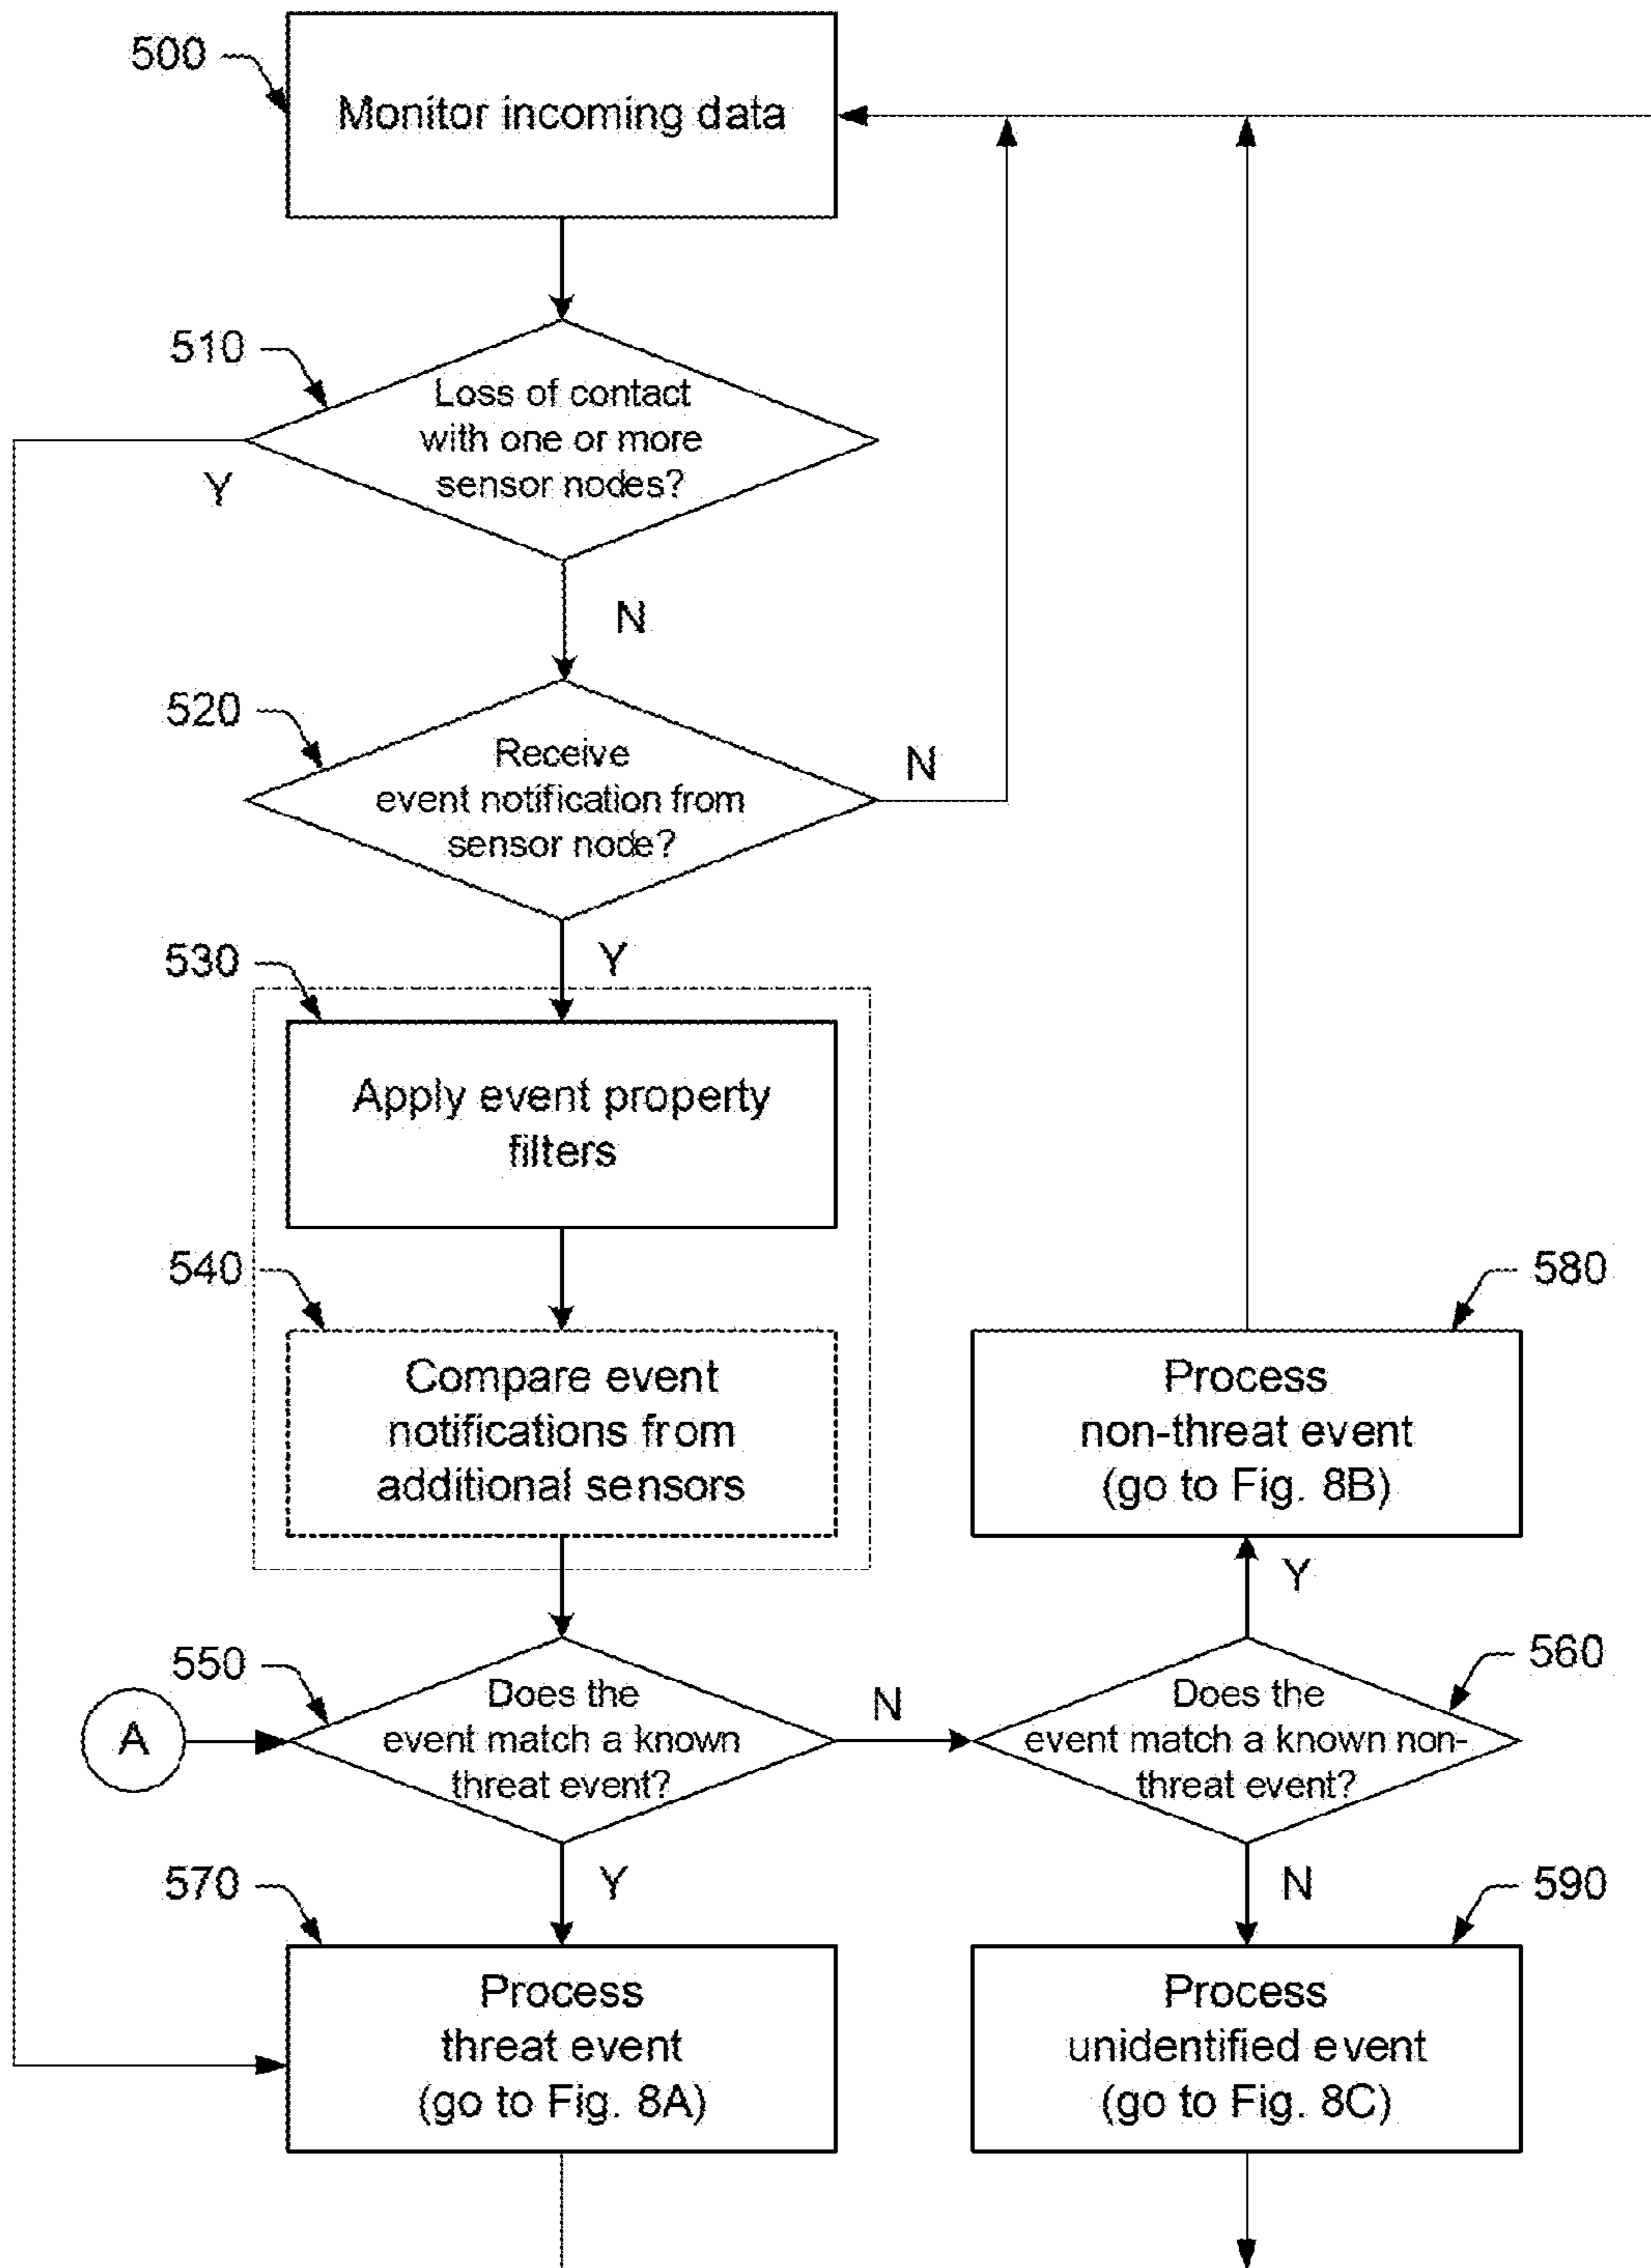 500
Monitor incoming data
510
Loss of contact
with one or more
sensor nodes?
Y
N
520
Receive
event notification from
sensor node?
N
Y
530
Apply event property
filters
540
Compare event
notifications from
additional sensors
580
Process
non-threat event
(go to Fig. 8B)
Y
550
Does the
event match a known
threat event?
A
N
560
Does the
event match a known non-
threat event?
Y
N
570
Process
threat event
(go to Fig. 8A)
590
Process
unidentified event
(go to Fig. 8C)